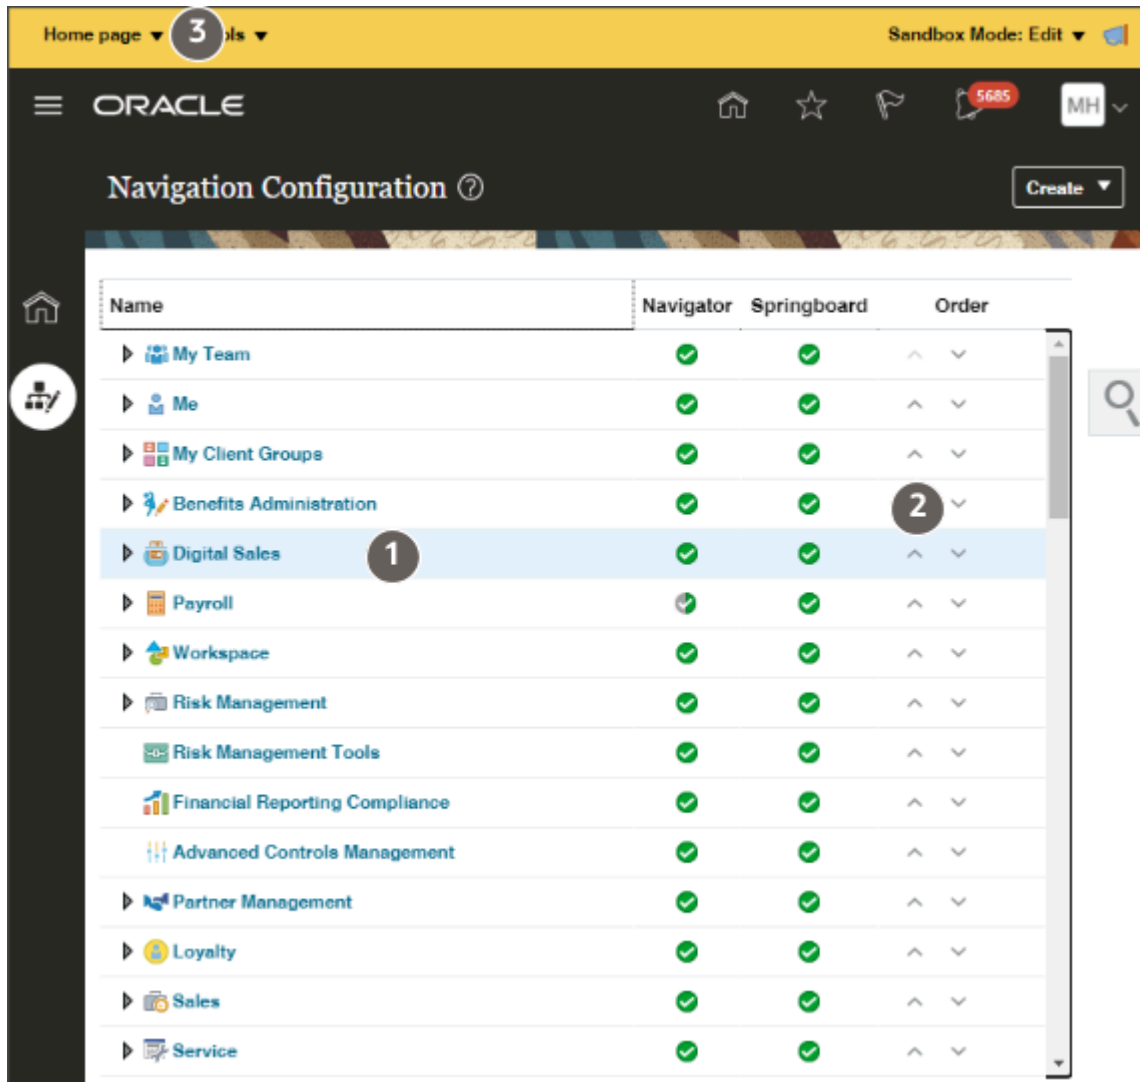 Home page 3 ols Sandbox Mode: Edit
ORACLE 5685 MH
Navigation Configuration ? Create
Name Navigator Springboard Order
My Team
Me
My Client Groups
Benefits Administration 2
Digital Sales 1
Payroll
Workspace
Risk Management
Risk Management Tools
Financial Reporting Compliance
Advanced Controls Management
Partner Management
Loyalty
Sales
Service